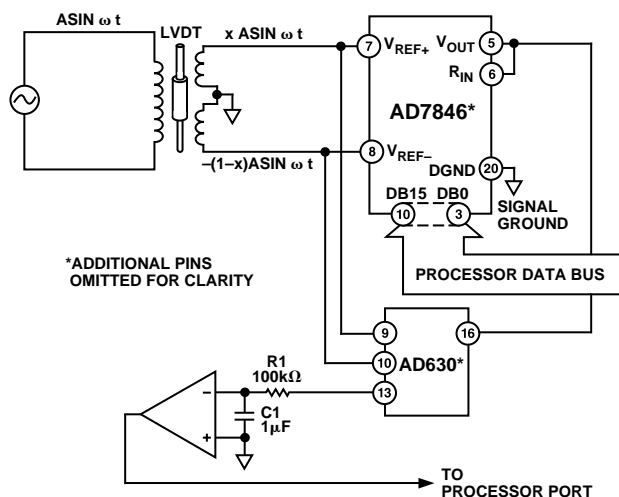 ASIN ω t
LVDT
x ASIN ω t
7
VREF+
VOUT
5
RIN
6
AD7846*
8
VREF–
–(1–x)ASIN ω t
DGND
20
DB15
DB0
10
3
SIGNAL
GROUND
*ADDITIONAL PINS
OMITTED FOR CLARITY
PROCESSOR DATA BUS
9
16
10
AD630*
13
R1
100kΩ
–
C1
1μF
+
TO
PROCESSOR PORT